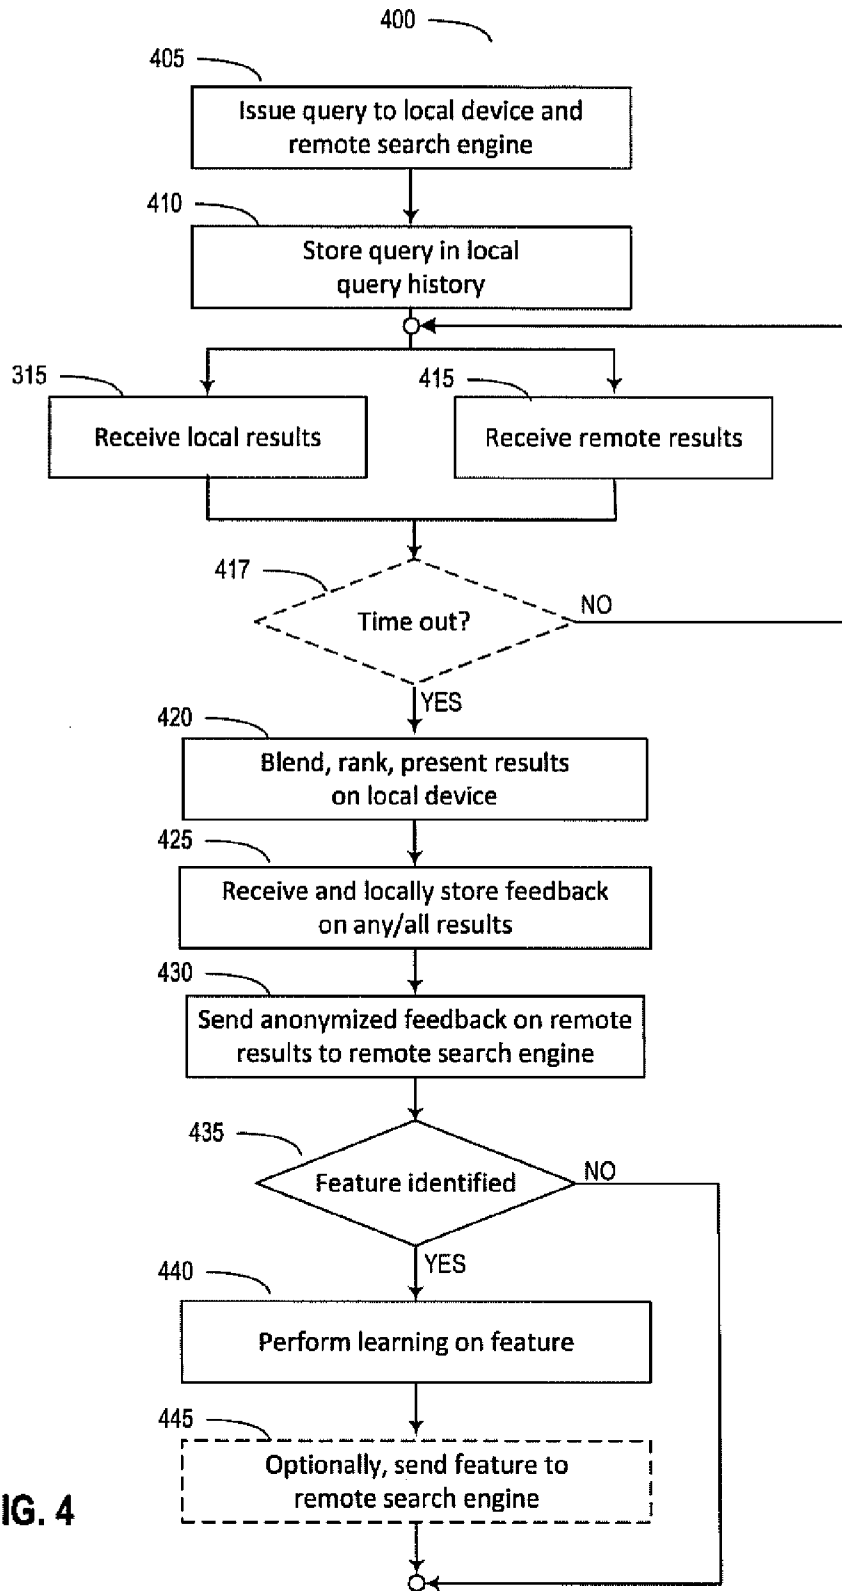 400
405
Issue query to local device and
remote search engine
410
Store query in local
query history
315
Receive local results
415
Receive remote results
417
Time out?
NO
YES
420
Blend, rank, present results
on local device
425
Receive and locally store feedback
on any/all results
430
Send anonymized feedback on remote
results to remote search engine
435
Feature identified
NO
YES
440
Perform learning on feature
445
Optionally, send feature to
remote search engine
IG. 4